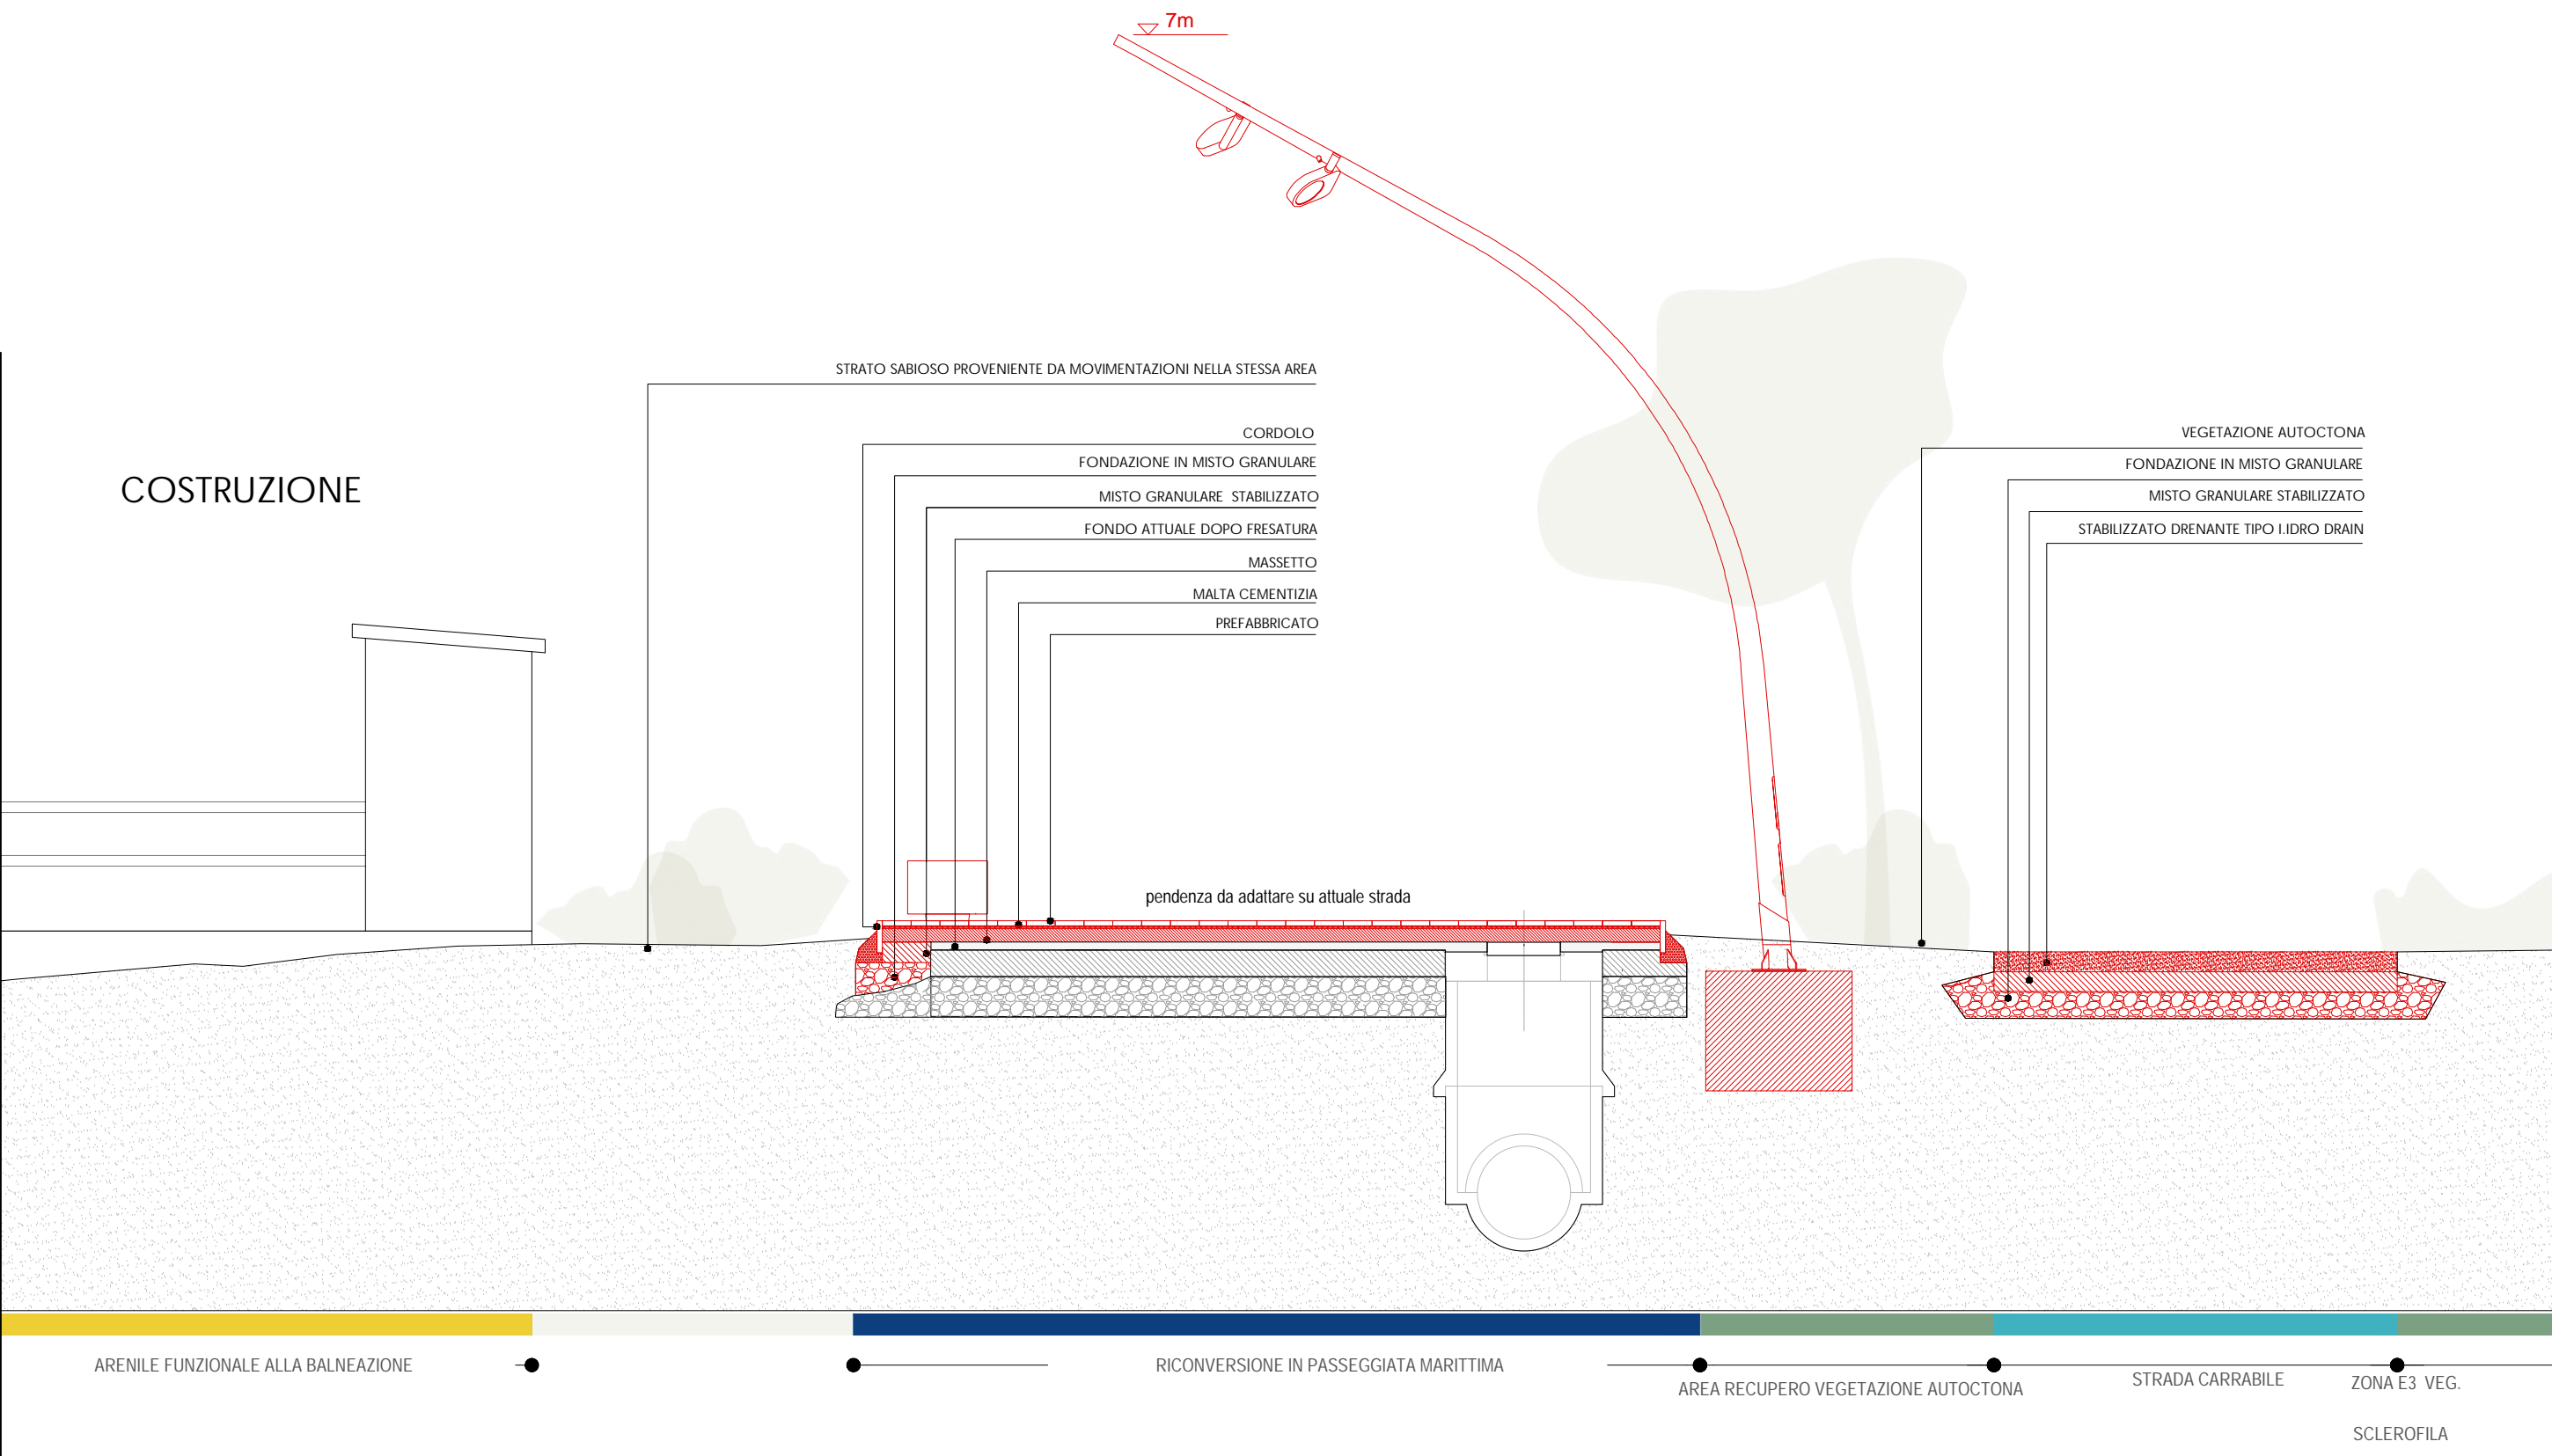 7m
STRATO SABIOSO PROVENIENTE DA MOVIMENTAZIONI NELLA STESSA AREA
CORDOLO
FONDAZIONE IN MISTO GRANULARE
MISTO GRANULARE STABILIZZATO
FONDO ATTUALE DOPO FRESATURA
MASSETTO
MALTA CEMENTIZIA
PREFABBRICATO
VEGETAZIONE AUTOCTONA
FONDAZIONE IN MISTO GRANULARE
MISTO GRANULARE STABILIZZATO
STABILIZZATO DRENANTE TIPO I.IDRO DRAIN
COSTRUZIONE
pendenza da adattare su attuale strada
ARENILE FUNZIONALE ALLA BALNEAZIONE
RICONVERSIONE IN PASSEGGIATA MARITTIMA
AREA RECUPERO VEGETAZIONE AUTOCTONA
STRADA CARRABILE
ZONA E3 VEG.
SCLEROFILA